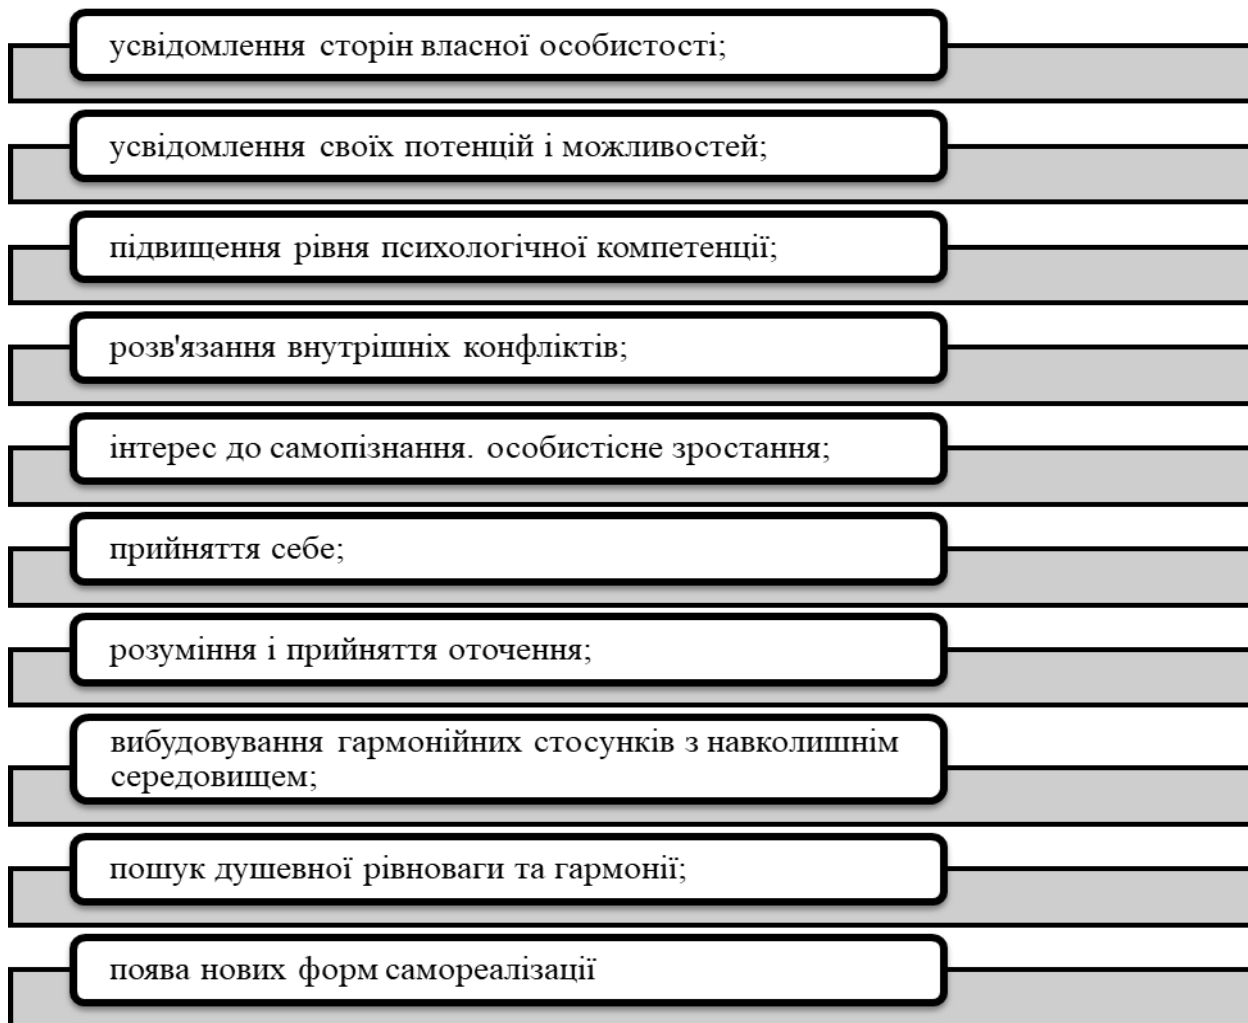 усвідомлення сторін власної особистості;
усвідомлення своїх потенцій і можливостей;
підвищення рівня психологічної компетенції;
розв'язання внутрішніх конфліктів;
інтерес до самопізнання. особистісне зростання;
прийняття себе;
розуміння і прийняття оточення;
вибудовування гармонійних стосунків з навколишнім
середовищем;
пошук душевної рівноваги та гармонії;
поява нових форм самореалізації